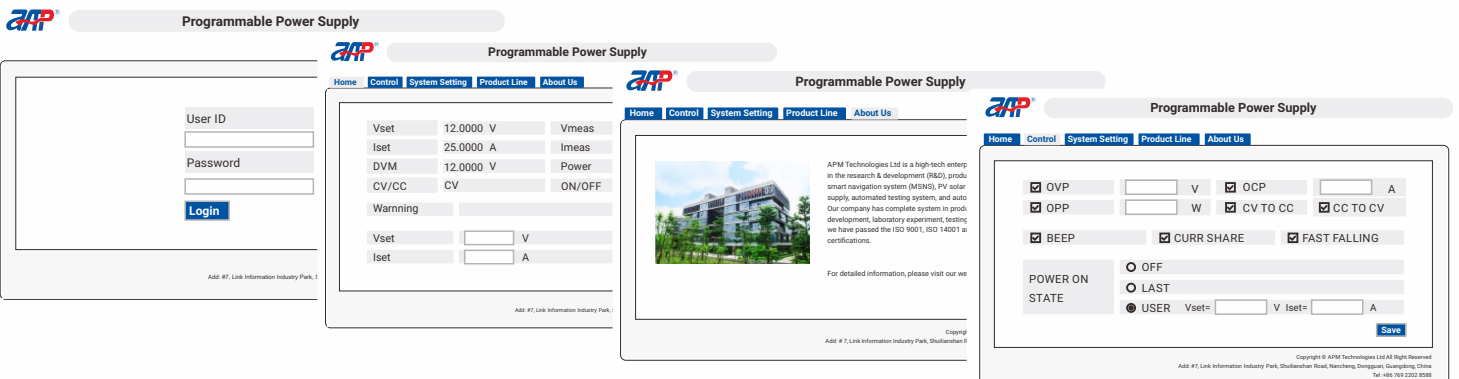 AAP®
Programmable Power Supply
User ID
Password
Login
Add: #7, Link Information Industry Park,
AAP®
Programmable Power Supply
Home Control System Setting Product Line About Us
Vset 12.0000 V Vmeas
Iset 25.0000 A Imeas
DVM 12.0000 V Power
CV/CC CV ON/OFF
Warnning
Vset V
Iset A
Add: #7, Link Information Industry Park,
AAP®
Programmable Power Supply
Home Control System Setting Product Line About Us
APM Technologies Ltd is a high-tech enterp
in the research & development (R&D), produ
smart navigation system (MSNS), PV solar
supply, automated testing system, and auto
Our company has complete system in produ
development, laboratory experiment, testing
we have passed the ISO 9001, ISO 14001 a
certifications.
For detailed information, please visit our we
Copyrig
Add: # 7, Link Information Industry Park, Shuilianshan R
AAP®
Programmable Power Supply
Home Control System Setting Product Line About Us
OVP V OCP A
OPP W CV TO CC CC TO CV
BEEP CURR SHARE FAST FALLING
POWER ON
STATE
OFF
LAST
USER Vset= V Iset= A
Save
Copyright © APM Technologies Ltd All Right Reserved
Add: #7, Link Information Industry Park, Shuilianshan Road, Nancheng, Dongguan, Guangdong, China
Tel :+86 769 2202 8588